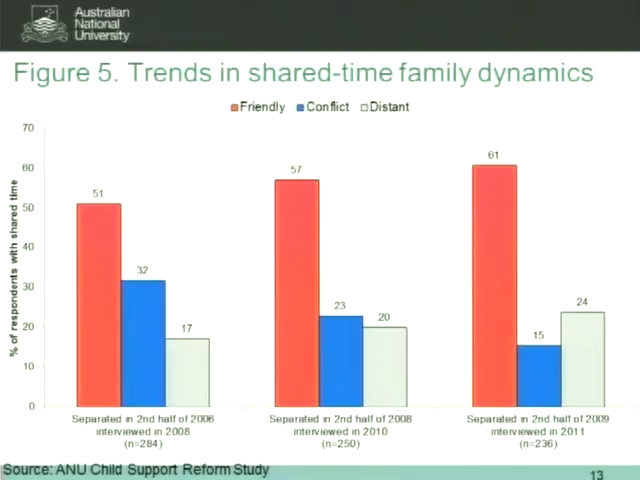 Australian
National
University
Figure 5. Trends in shared-time family dynamics
Friendly Conflict Distant
% of respondents with shared time
70
60
50
40
30
20
10
0
51
32
17
57
23
20
61
15
24
Separated in 2nd half of 2006
interviewed in 2008
(n=284)
Separated in 2nd half of 2008
interviewed in 2010
(n=250)
Separated in 2nd half of 2009
interviewed in 2011
(n=236)
Source: ANU Child Support Reform Study
13